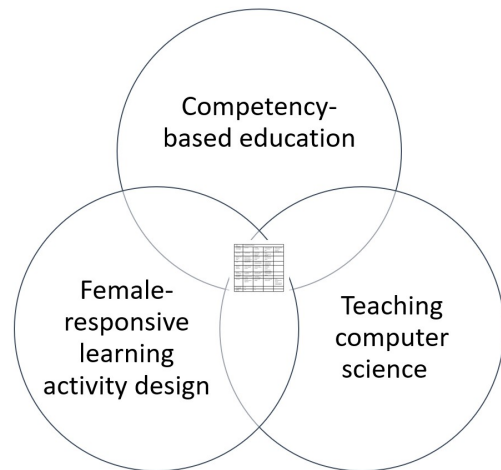 Competency-
based education
Female-
responsive
learning
activity design
Teaching
computer
science